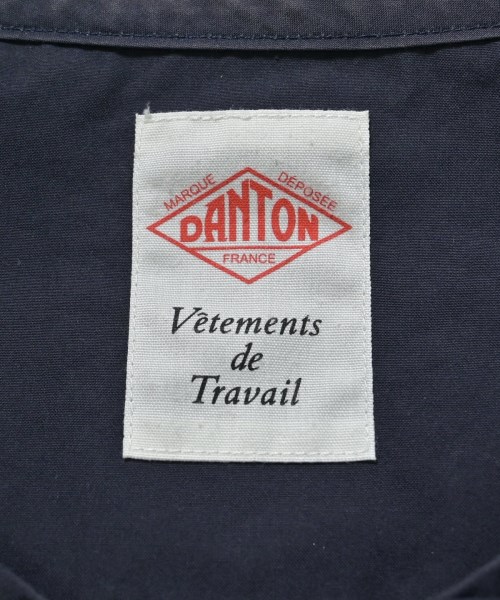 MARQUE DÉPOSÉE
DANTON
FRANCE
Vêtements
de
Travail